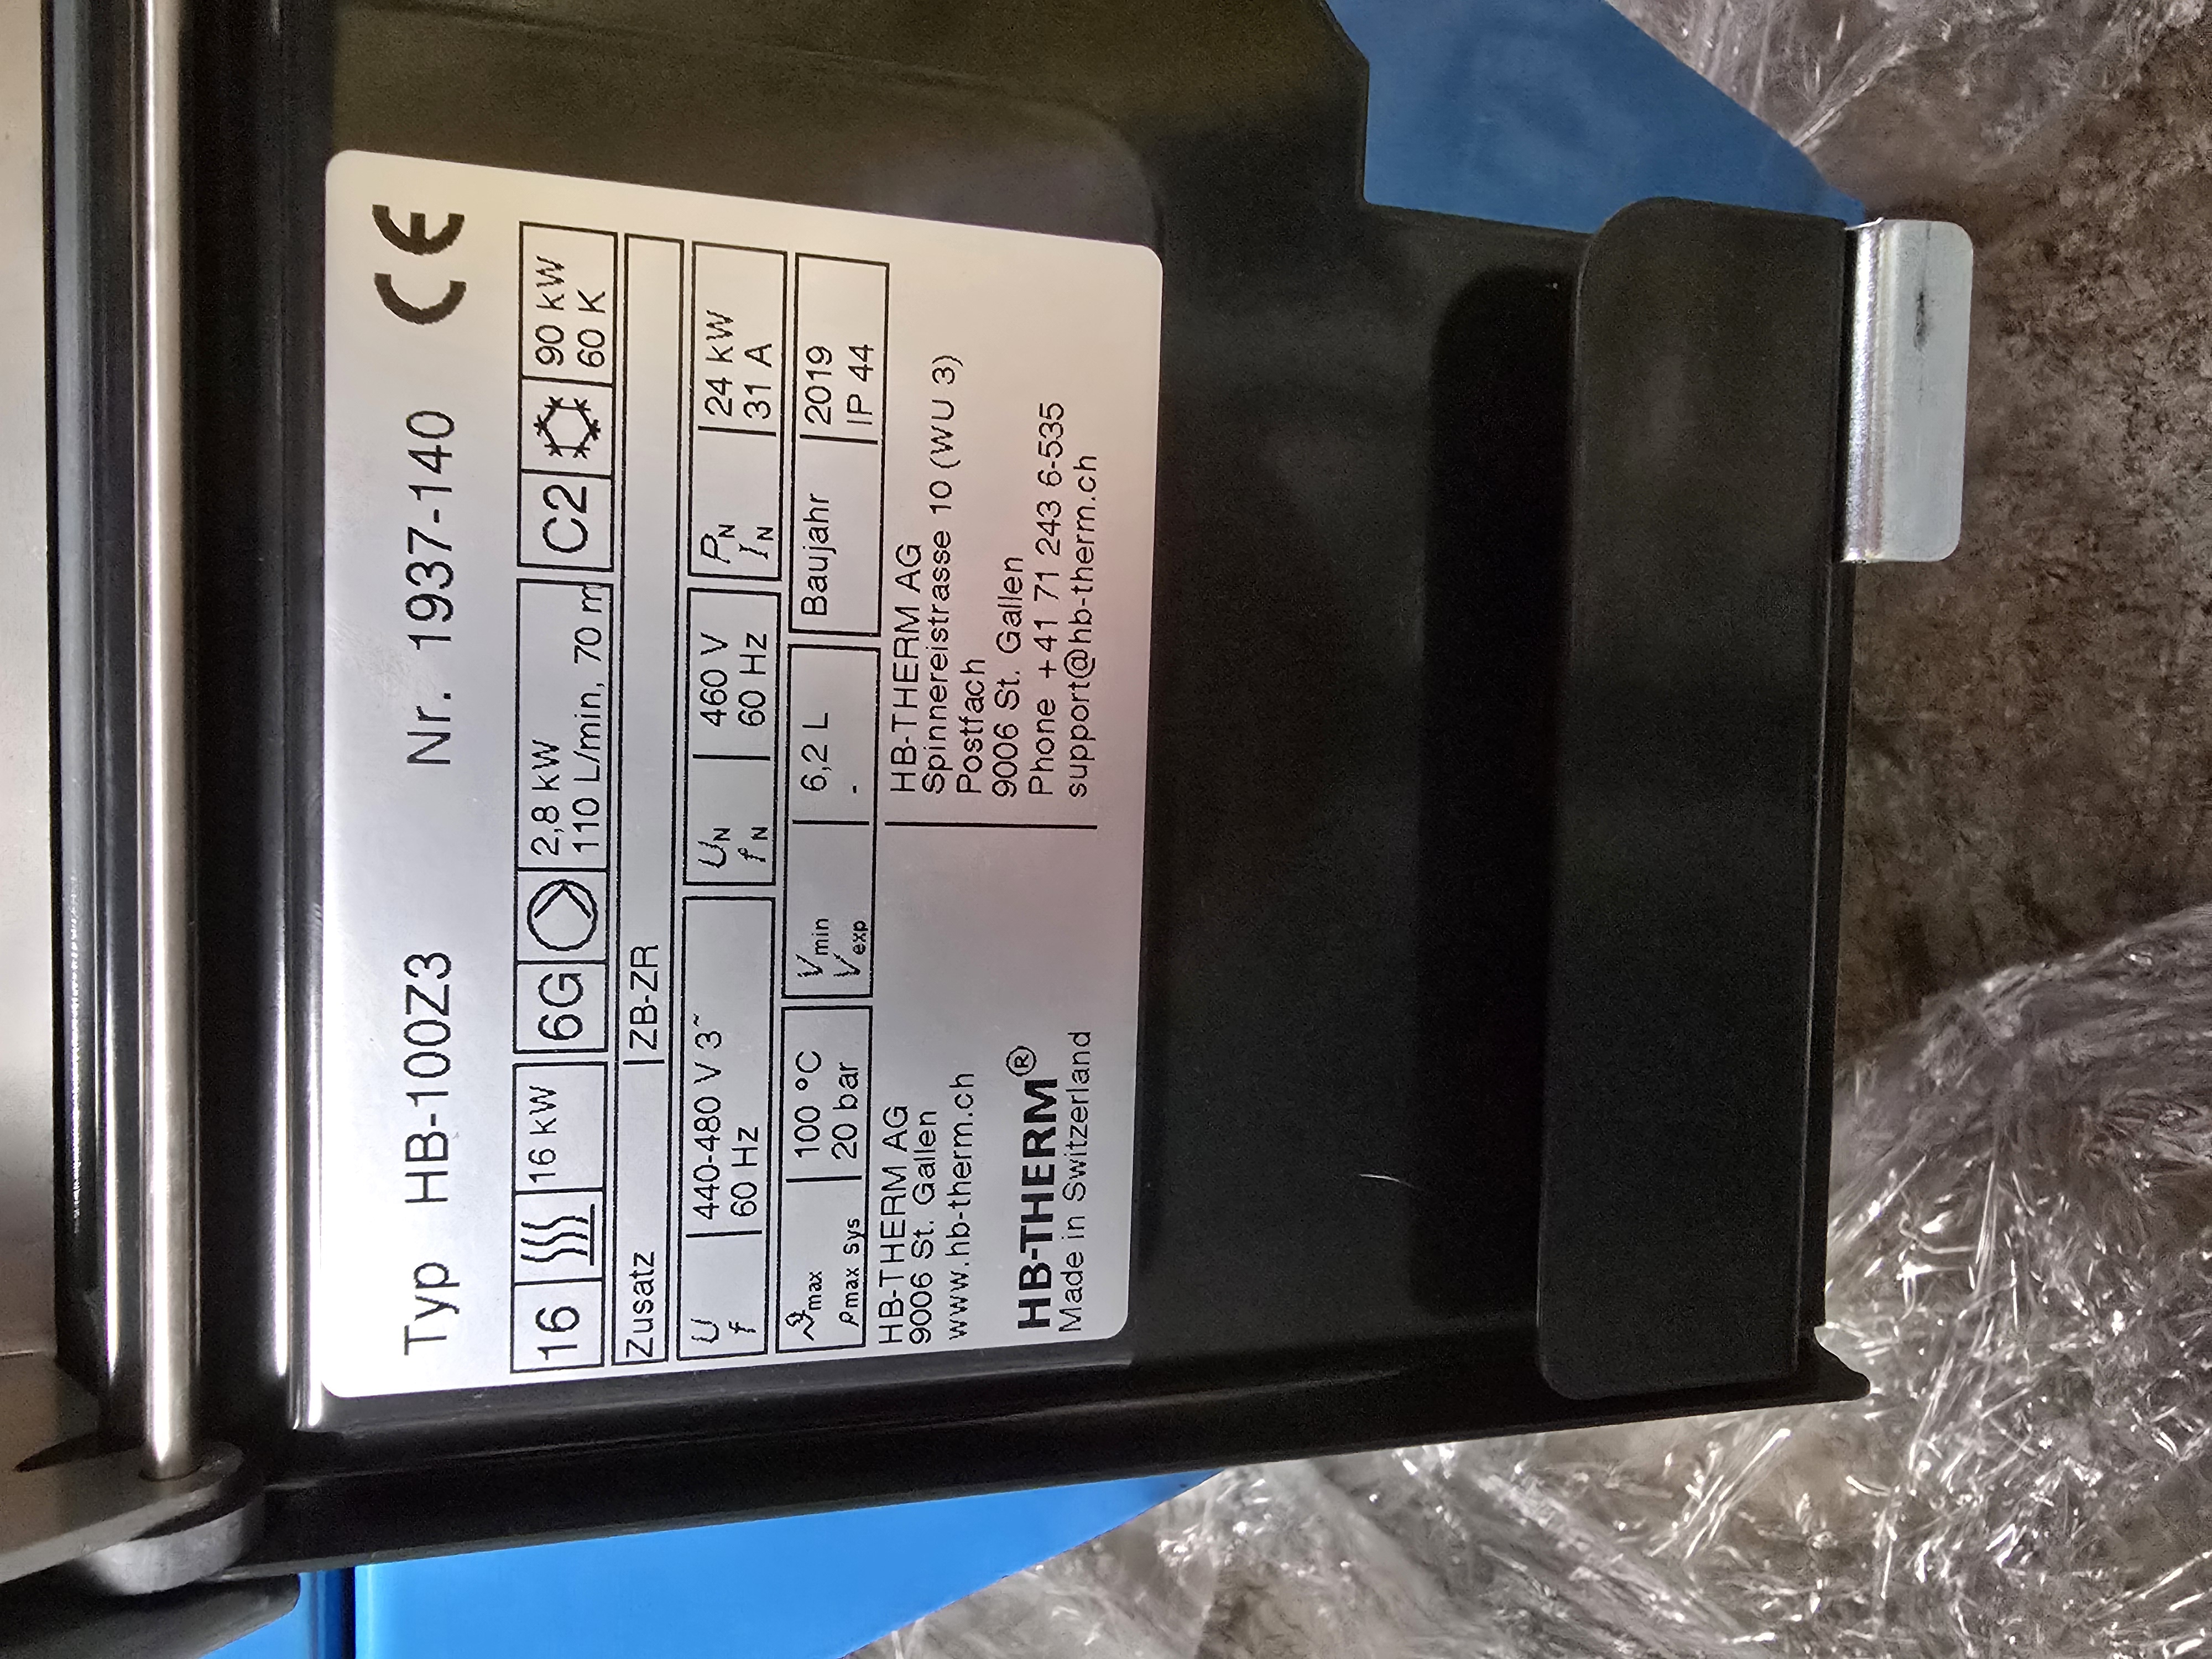 Typ HB-100Z3 Nr. 1937-140 CE
16 16 kW 6G 2,8 kW C2 90 kW
110 L/min, 70 m 60 K
Zusatz ZB-ZR
U 440-480 V 3~ UN 460 V PN 24 kW
f 60 Hz fN 60 Hz IN 31 A
ϑmax 100 °C Vmin 6,2 L Baujahr 2019
pmax sys 20 bar Vexp - IP 44
HB-THERM AG
9006 St. Gallen
www.hb-therm.ch
HB-THERM®
Made in Switzerland
HB-THERM AG
Spinnereistrasse 10 (WU 3)
Postfach
9006 St. Gallen
Phone +41 71 243 6-535
support@hb-therm.ch